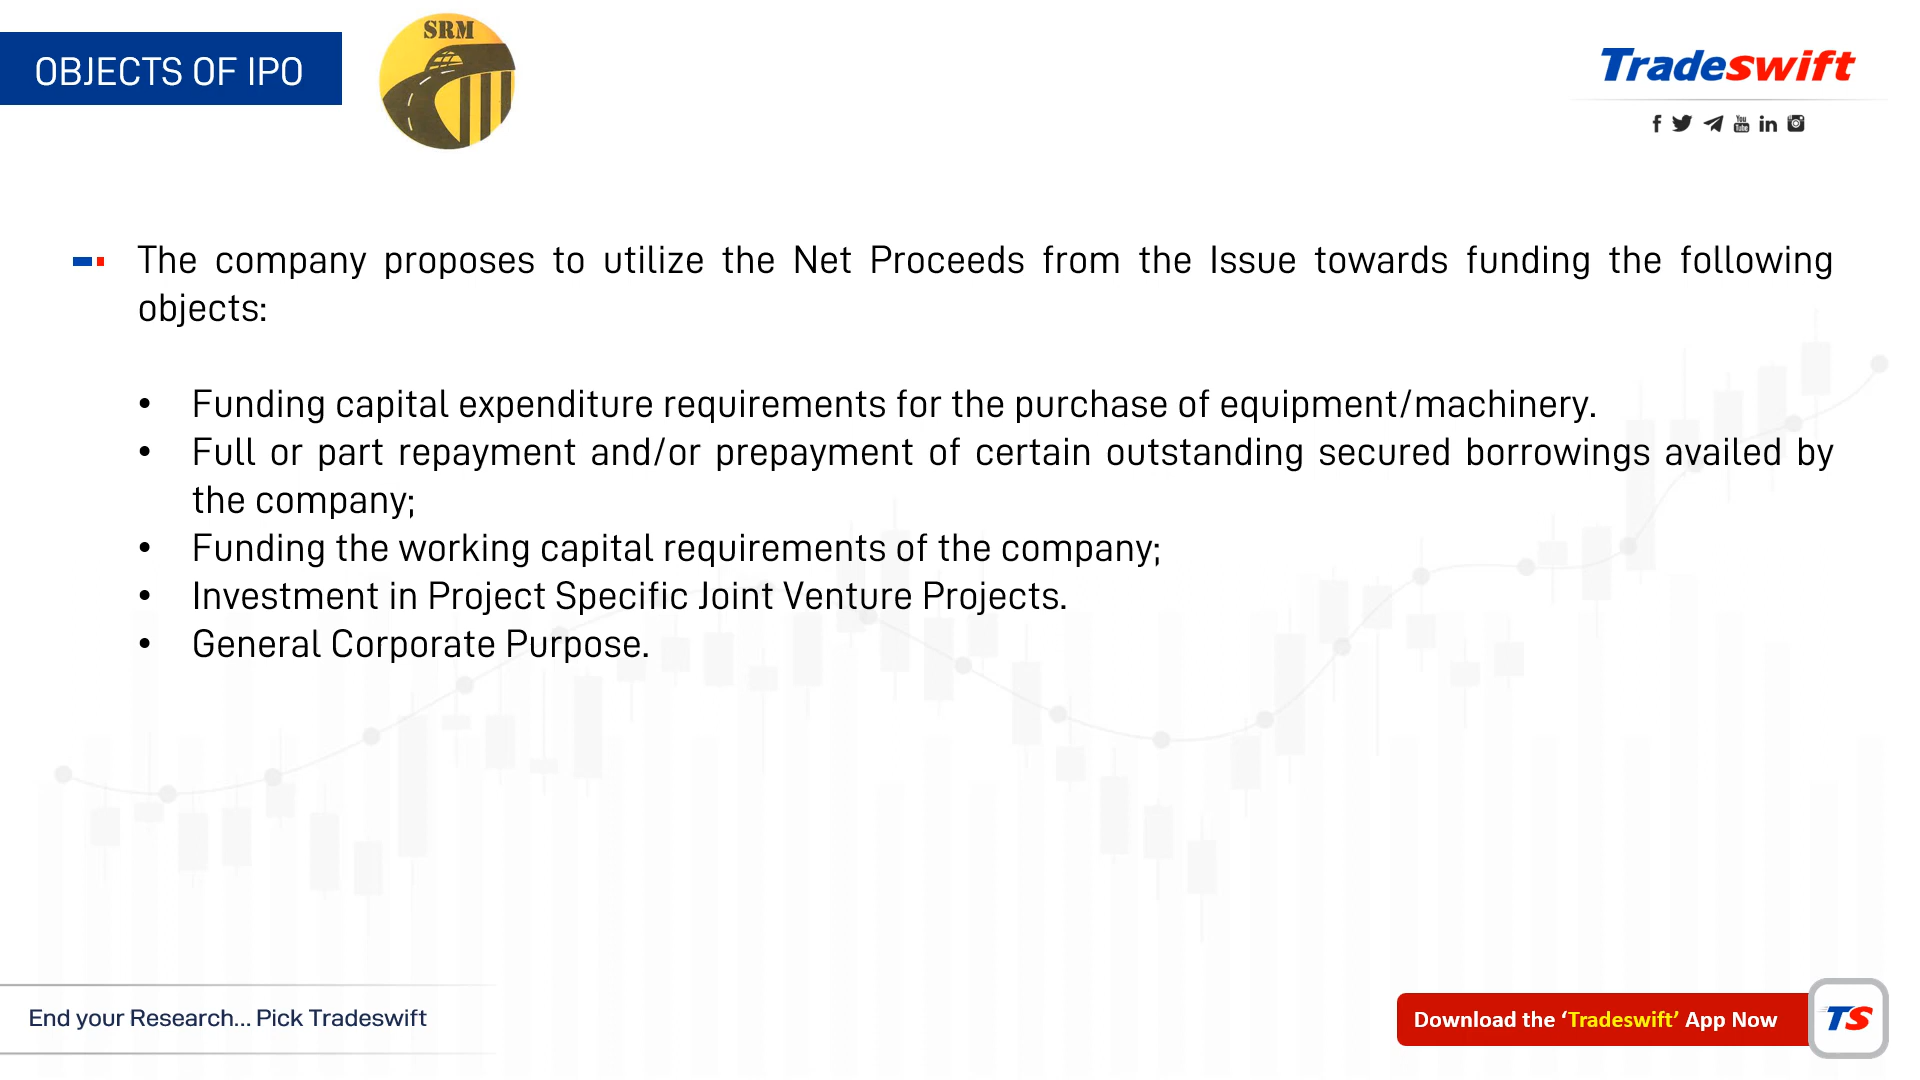 OBJECTS OF IPO
SRM
Tradeswift
The company proposes to utilize the Net Proceeds from the Issue towards funding the following
objects:
• Funding capital expenditure requirements for the purchase of equipment/machinery.
• Full or part repayment and/or prepayment of certain outstanding secured borrowings availed by
the company;
• Funding the working capital requirements of the company;
• Investment in Project Specific Joint Venture Projects.
• General Corporate Purpose.
End your Research... Pick Tradeswift
Download the ‘Tradeswift’ App Now
TS